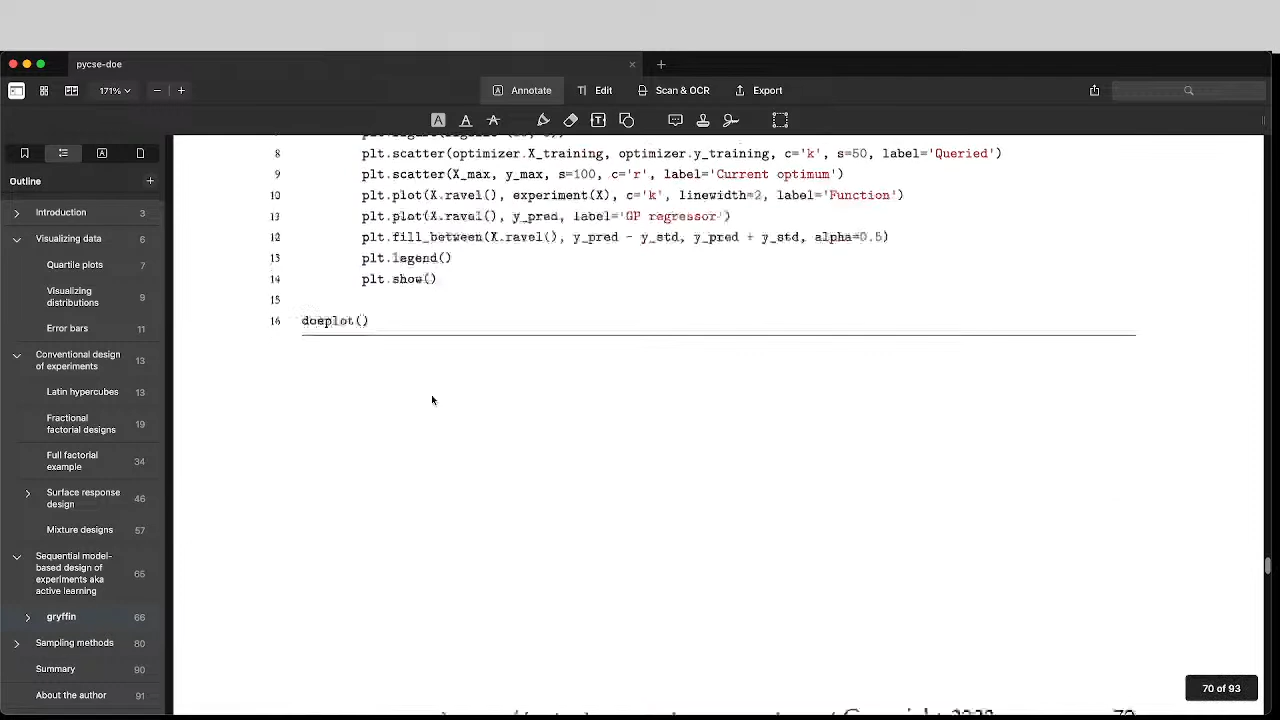 pycse-doe
171%
Annotate
Edit
Scan & OCR
Export
Outline
Introduction 3
Visualizing data 6
Quartile plots 7
Visualizing distributions 9
Error bars 11
Conventional design of experiments 13
Latin hypercubes 13
Fractional factorial designs 19
Full factorial example 34
Surface response design 46
Mixture designs 57
Sequential model-based design of experiments aka active learning 65
gryffin 66
Sampling methods 80
Summary 90
About the author 91
8 plt.scatter(optimizer.X_training, optimizer.y_training, c='k', s=50, label='Queried')
9 plt.scatter(X_max, y_max, s=100, c='r', label='Current optimum')
10 plt.plot(X.ravel(), experiment(X), c='k', linewidth=2, label='Function')
plt.plot(X.ravel(), y_pred, label='GP regressor')
12 plt.fill_between(X.ravel(), y_pred - y_std, y_pred + y_std, alpha=0.5)
13 plt.legend()
14 plt.show()
15
16
70 of 93